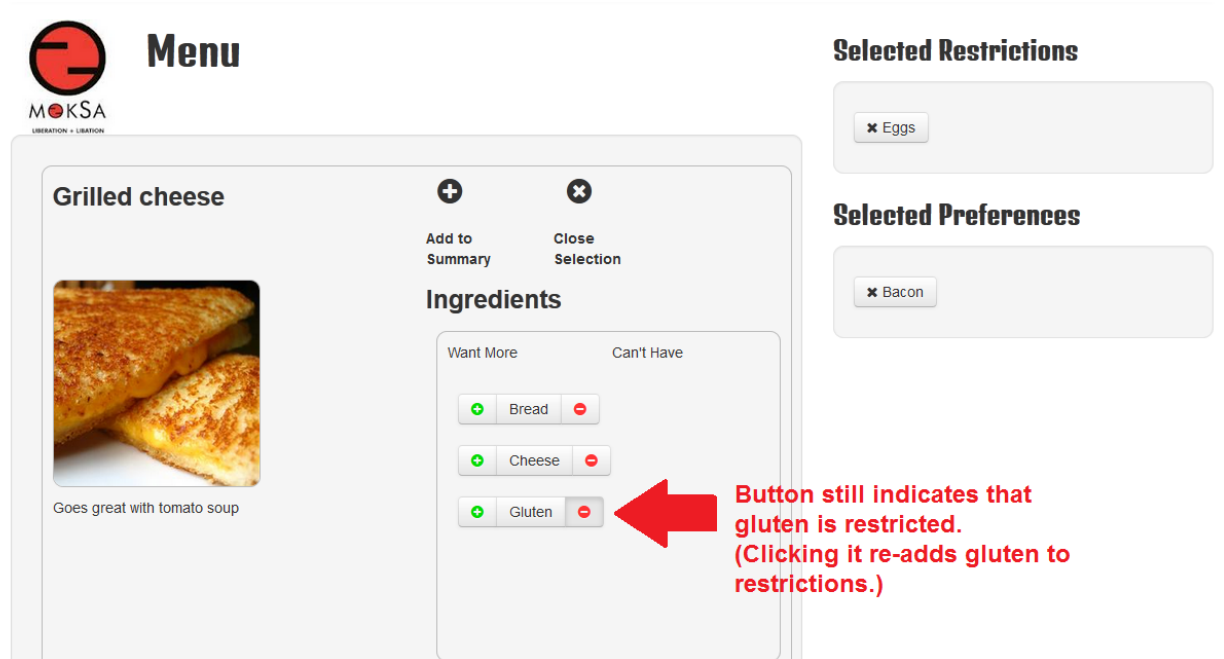 Menu
MOKSA
LIBERATION + LIBATION
Grilled cheese
Add to
Summary
Close
Selection
Ingredients
Want More
Can't Have
Bread
Cheese
Gluten
Goes great with tomato soup
Button still indicates that
gluten is restricted.
(Clicking it re-adds gluten to
restrictions.)
Selected Restrictions
Eggs
Selected Preferences
Bacon